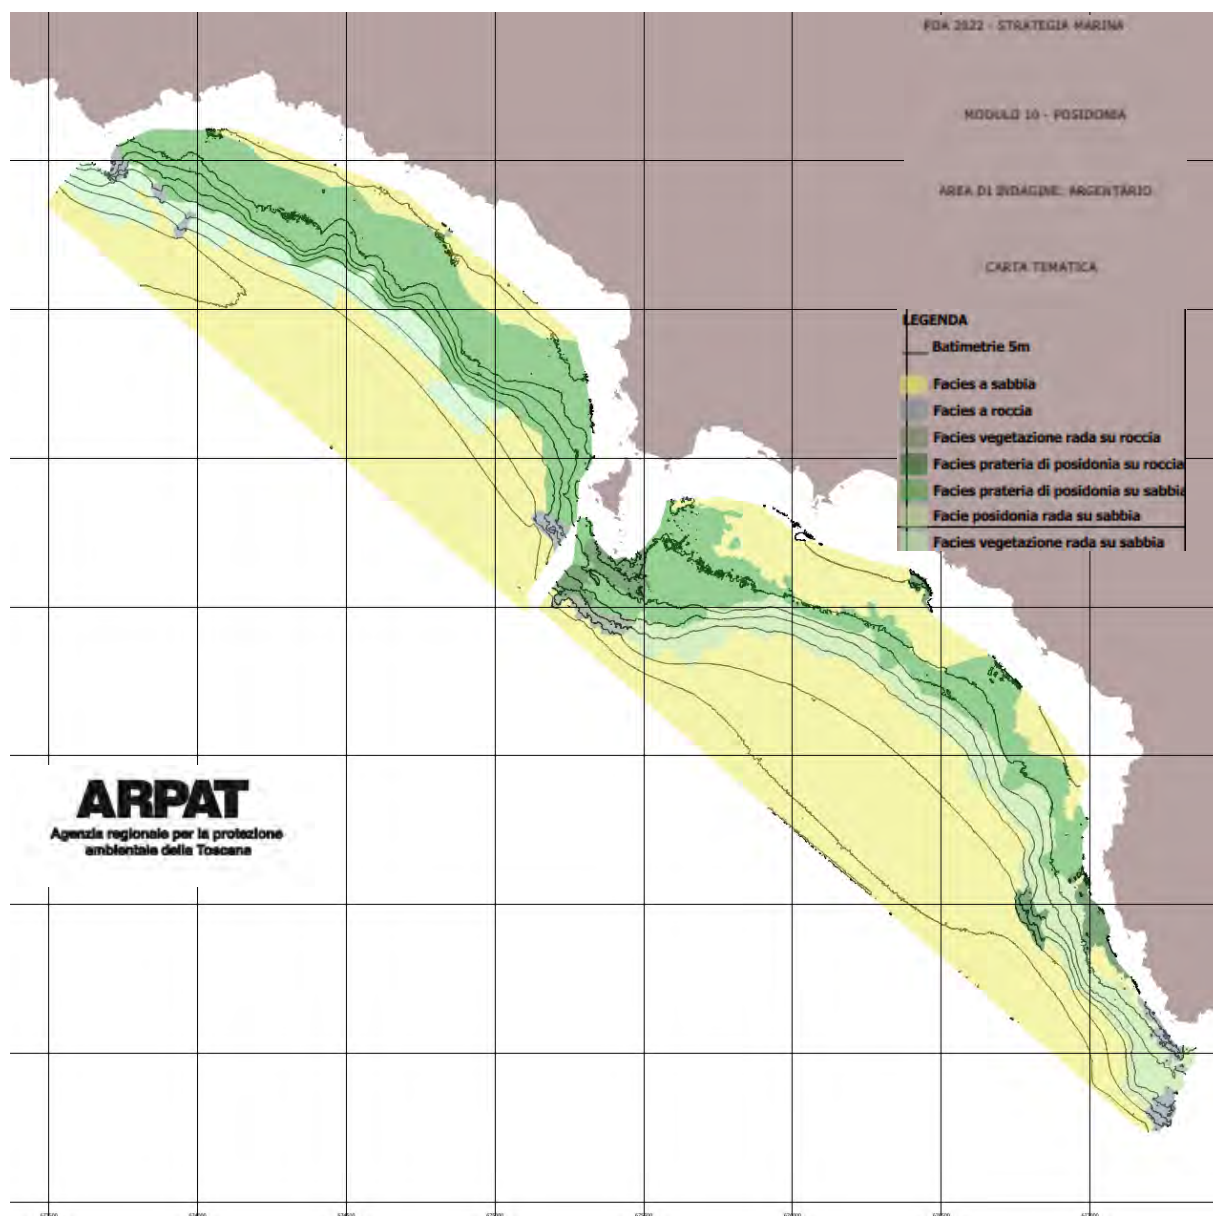 POA 2022 - STRATEGIA MARINA
MODULO 10 - POSIDONIA
AREA DI INDAGINE: ARGENTARIO
CARTA TEMATICA
LEGENDA
Batimetrie 5m
Facies a sabbia
Facies a roccia
Facies vegetazione rada su roccia
Facies prateria di posidonia su roccia
Facies prateria di posidonia su sabbia
Facie posidonia rada su sabbia
Facies vegetazione rada su sabbia
ARPAT
Agenzia regionale per la protezione
ambientale della Toscana